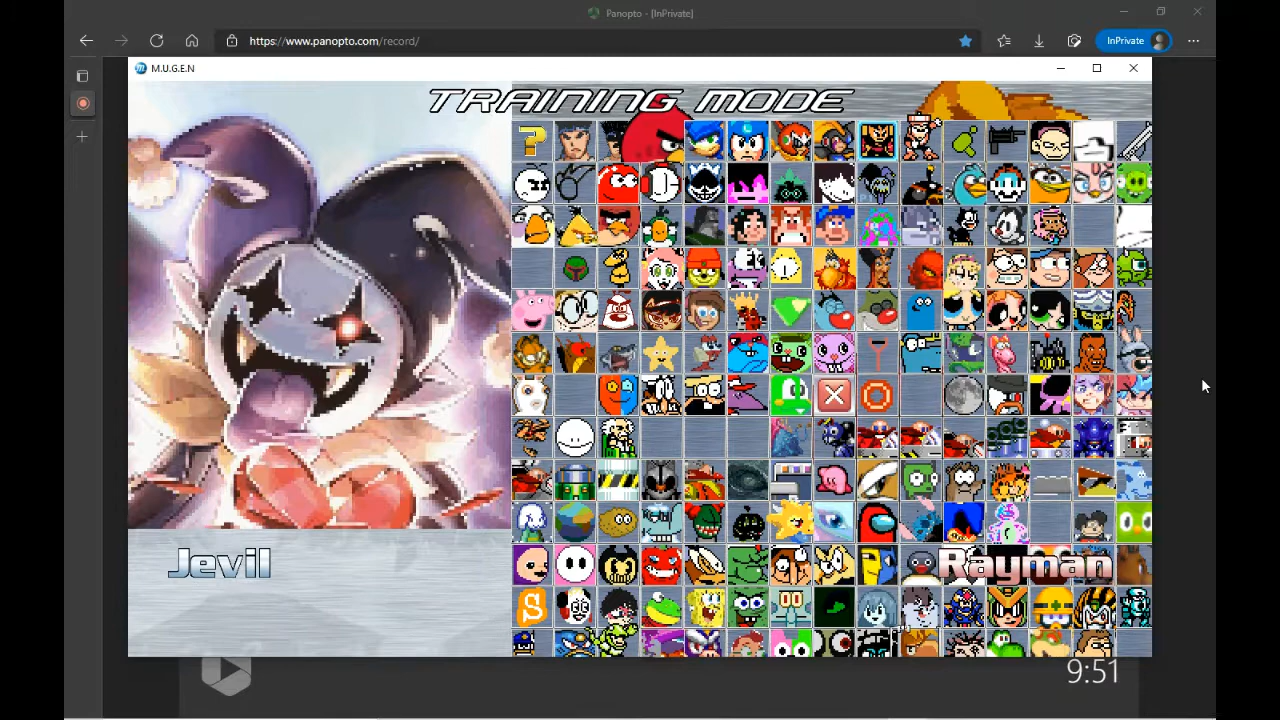 Panopto - [InPrivate]
https://www.panopto.com/record/
InPrivate
M.U.G.E.N
TRAINING MODE
Jevil
Rayman
9:51